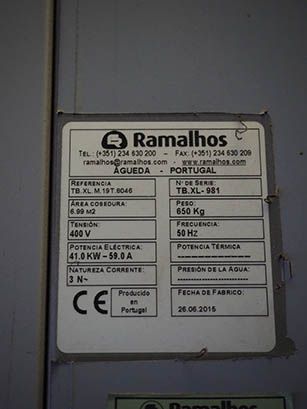 Ramalhos
TEL.: (+351) 234 630 200 – FAX: (+351) 234 630 209
ramalhos@ramalhos.com - www.ramalhos.com
ÁGUEDA - PORTUGAL
REFERENCIA
TB.XL.M.19T.6046
Nº DE SERIE:
TB.XL- 981
ÁREA COSEDURA:
6.99 M2
PESO:
650 Kg
TENSIÓN:
400 V
FRECUENCIA:
50 Hz
POTENCIA ELÉCTRICA:
41.0 KW – 59.0 A
POTENCIA TÉRMICA
--------------------
NATUREZA CORRENTE:
3 N~
PRESIÓN DE LA AGUA:
--------------------
CE
Producido
en
Portugal
FECHA DE FABRICO:
26.06.2015
Ramalhos